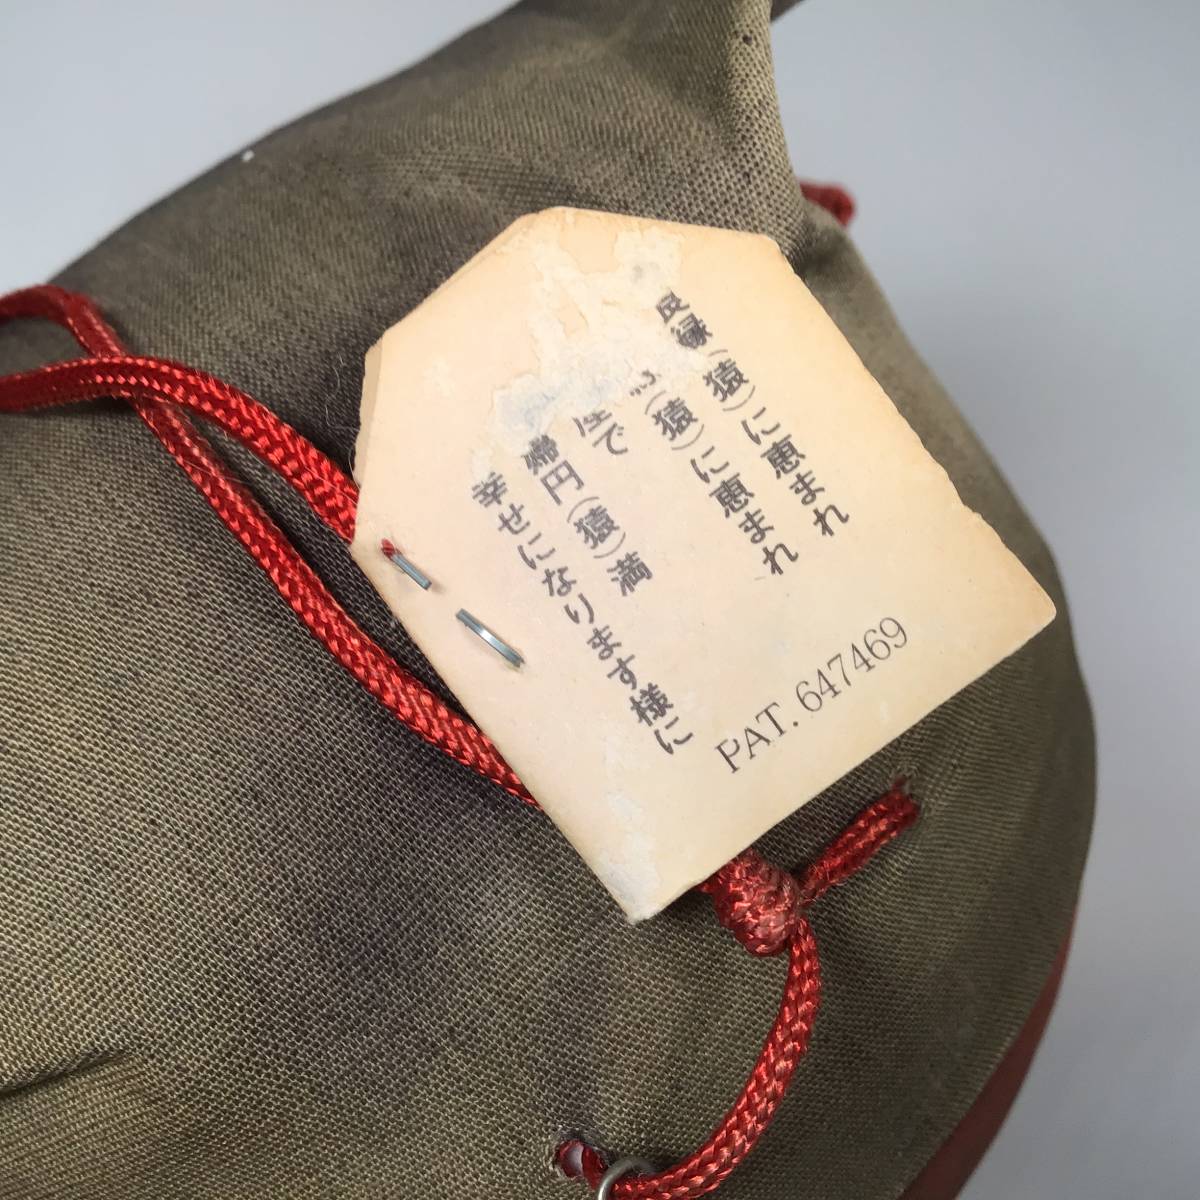 良縁(猿)に恵まれ
(猿)に恵まれ
で
婦円(猿)満
幸せになります様に
PAT. 647469